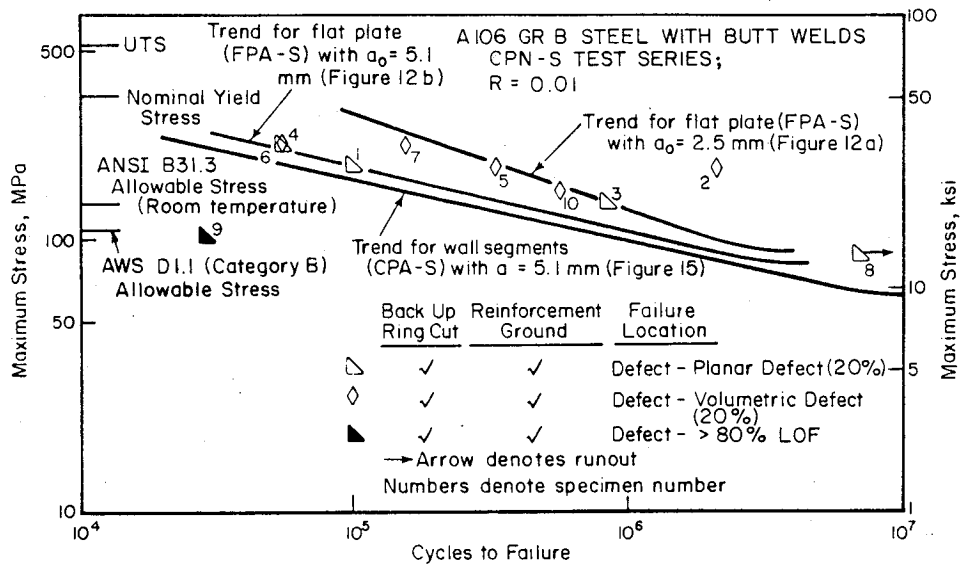 A106 GR B STEEL WITH BUTT WELDS
CPN-S TEST SERIES;
R = 0.01
UTS
Trend for flat plate
(FPA-S) with a₀= 5.1
mm (Figure 12b)
Nominal Yield
Stress
Trend for flat plate (FPA-S)
with a₀ = 2.5 mm (Figure 12a)
ANSI B31.3
Allowable Stress
(Room temperature)
AWS D1.1 (Category B)
Allowable Stress
Trend for wall segments
(CPA-S) with a = 5.1 mm (Figure 15)
4
6
1
7
5
10
3
2
9
8
Back Up
Ring Cut
Reinforcement
Ground
Failure
Location
✓ ✓ Defect - Planar Defect (20%)
✓ ✓ Defect - Volumetric Defect
(20%)
✓ ✓ Defect - > 80% LOF
→ Arrow denotes runout
Numbers denote specimen number
Maximum Stress, MPa
500
100
50
10
Maximum Stress, ksi
100
50
10
5
1
10⁴
10⁵
10⁶
10⁷
Cycles to Failure